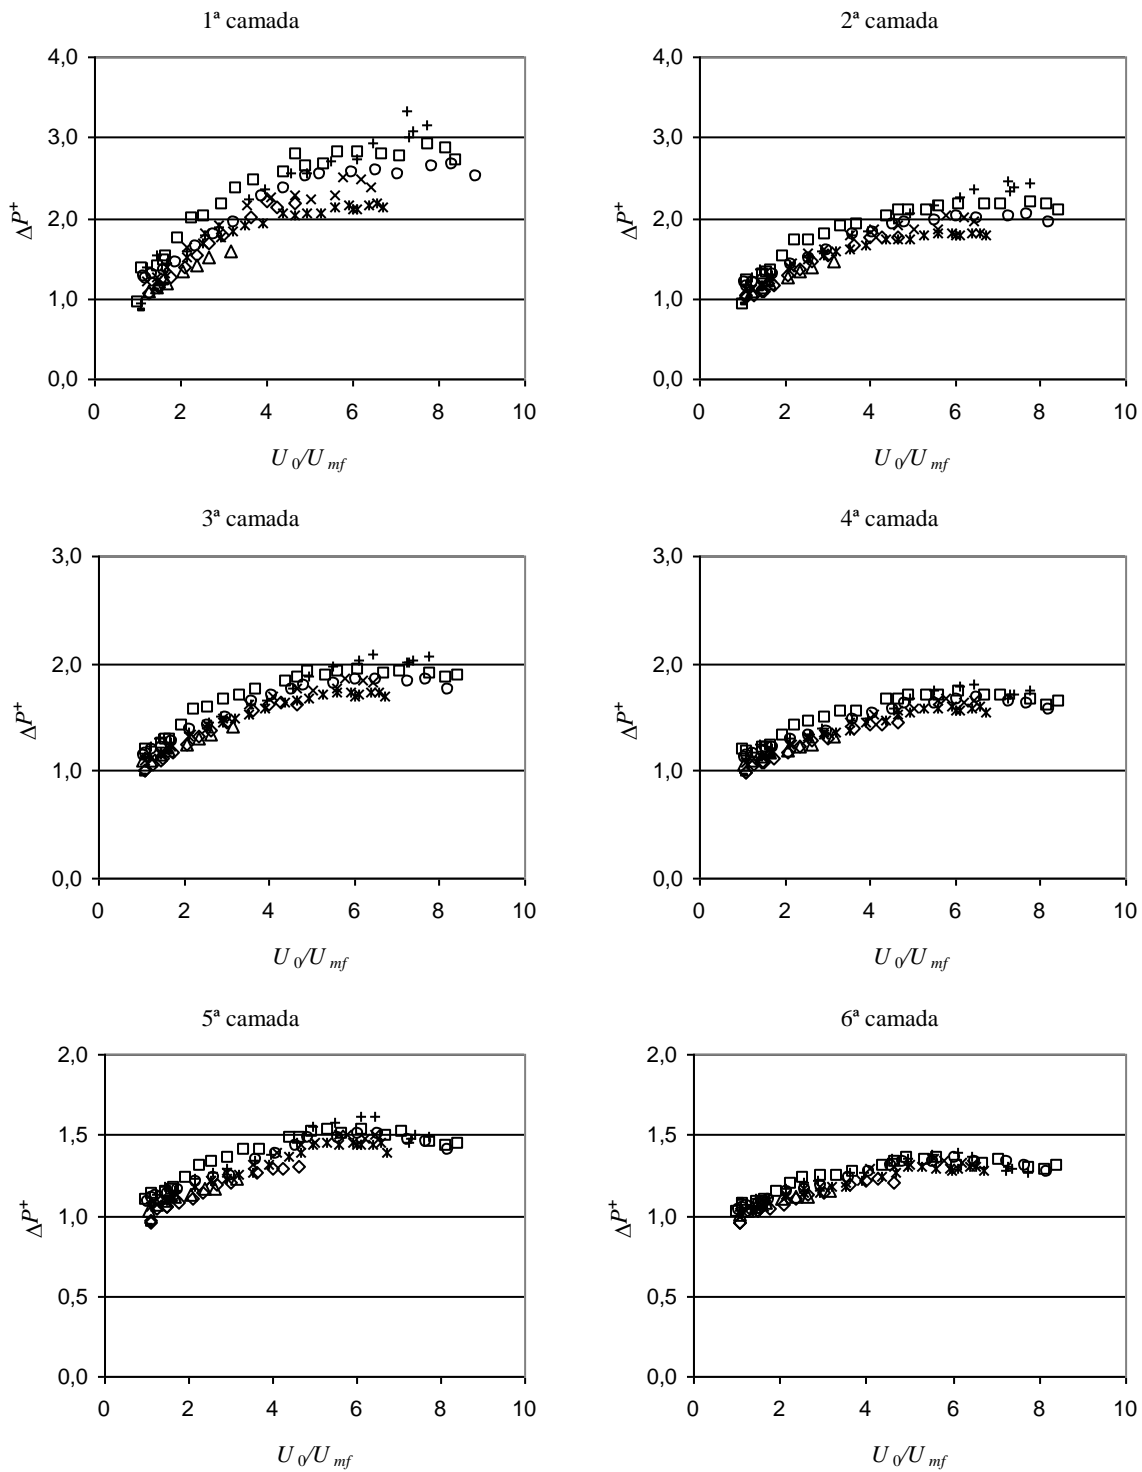 1ª camada
4,0
3,0
2,0
1,0
0,0
ΔP⁺
0 2 4 6 8 10
U₀/Uₘf
2ª camada
4,0
3,0
2,0
1,0
0,0
ΔP⁺
0 2 4 6 8 10
U₀/Uₘf
3ª camada
3,0
2,0
1,0
0,0
ΔP⁺
0 2 4 6 8 10
U₀/Uₘf
4ª camada
3,0
2,0
1,0
0,0
ΔP⁺
0 2 4 6 8 10
U₀/Uₘf
5ª camada
2,0
1,5
1,0
0,5
0,0
ΔP⁺
0 2 4 6 8 10
U₀/Uₘf
6ª camada
2,0
1,5
1,0
0,5
0,0
ΔP⁺
0 2 4 6 8 10
U₀/Uₘf